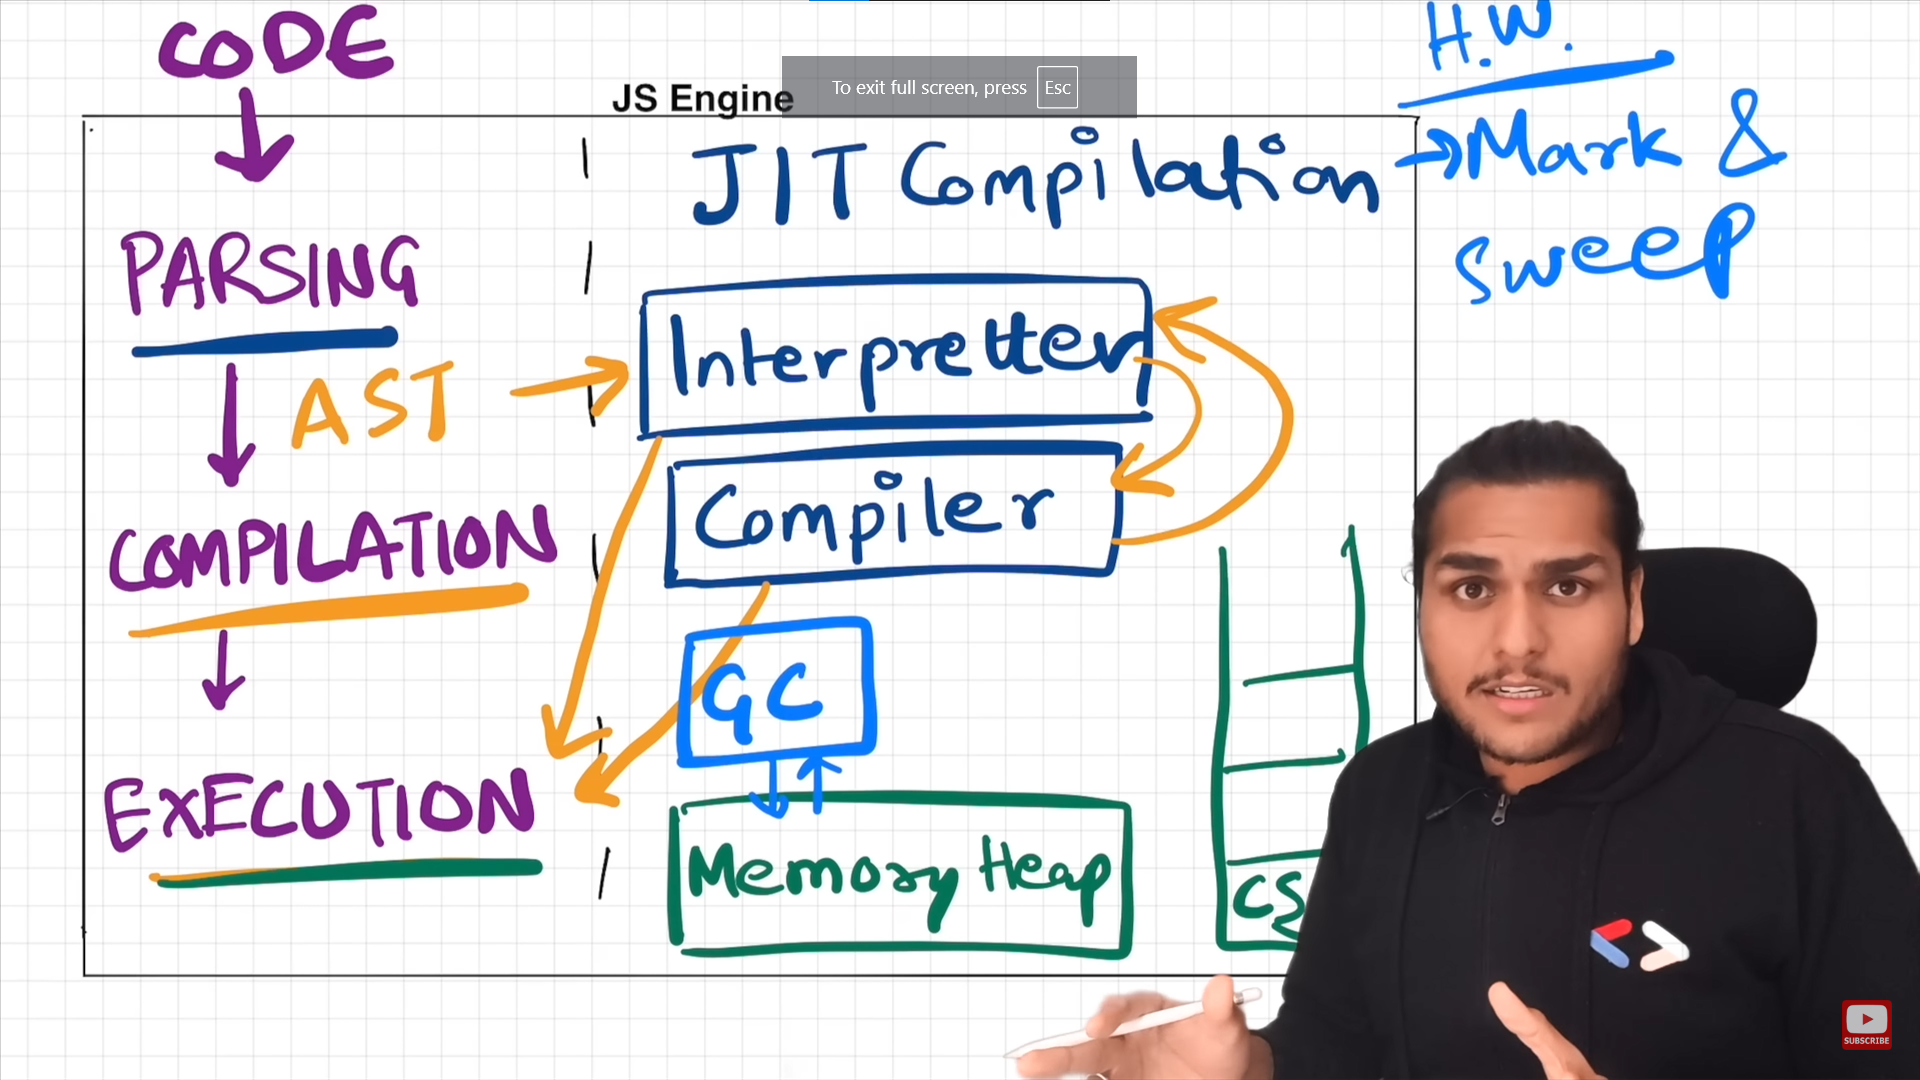 CODE
JS Engine
To exit full screen, press Esc
H.W.
JIT Compilation
Mark &
sweep
PARSING
Interpretter
AST
Compiler
COMPILATION
GC
EXECUTION
Memory Heap
CS
SUBSCRIBE